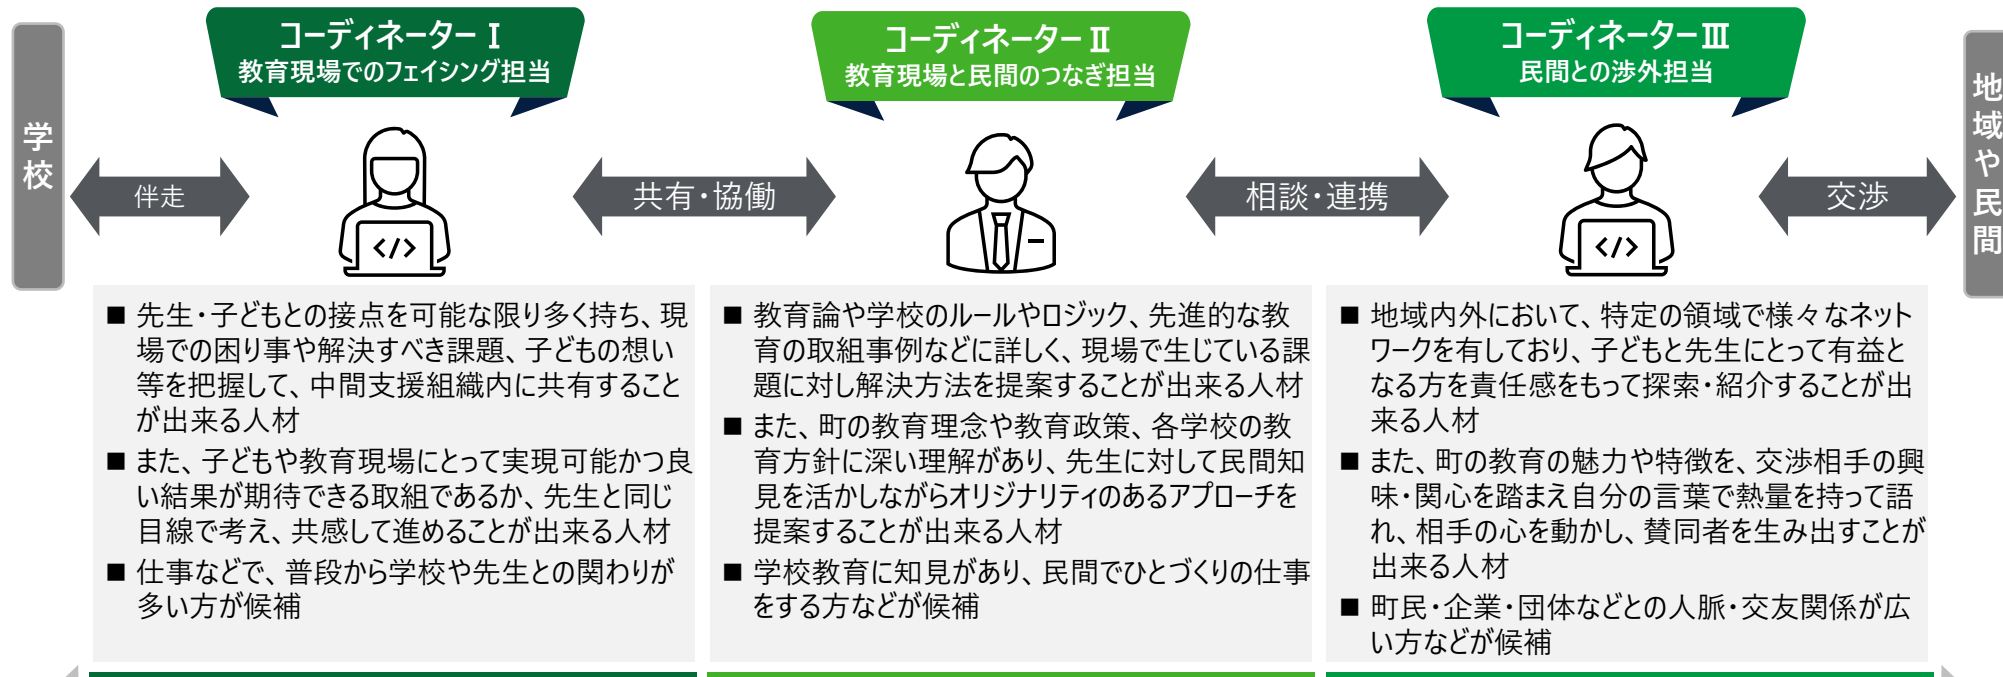 学校
コーディネーター Ⅰ
教育現場でのフェイシング担当
コーディネーター Ⅱ
教育現場と民間のつなぎ担当
コーディネーター Ⅲ
民間との渉外担当
地域や民間
伴走
共有・協働
相談・連携
交渉
</>
</>
■ 先生・子どもとの接点を可能な限り多く持ち、現
場での困り事や解決すべき課題、子どもの想い
等を把握して、中間支援組織内に共有すること
が出来る人材
■ また、子どもや教育現場にとって実現可能かつ良
い結果が期待できる取組であるか、先生と同じ
目線で考え、共感して進めることが出来る人材
■ 仕事などで、普段から学校や先生との関わりが
多い方が候補
■ 教育論や学校のルールやロジック、先進的な教
育の取組事例などに詳しく、現場で生じている課
題に対し解決方法を提案することが出来る人材
■ また、町の教育理念や教育政策、各学校の教
育方針に深い理解があり、先生に対して民間知
見を活かしながらオリジナリティのあるアプローチを
提案することが出来る人材
■ 学校教育に知見があり、民間でひとづくりの仕事
をする方などが候補
■ 地域内外において、特定の領域で様々なネット
ワークを有しており、子どもと先生にとって有益と
なる方を責任感をもって探索・紹介することが出
来る人材
■ また、町の教育の魅力や特徴を、交渉相手の興
味・関心を踏まえ自分の言葉で熱量を持って語
れ、相手の心を動かし、賛同者を生み出すことが
出来る人材
■ 町民・企業・団体などとの人脈・交友関係が広
い方などが候補